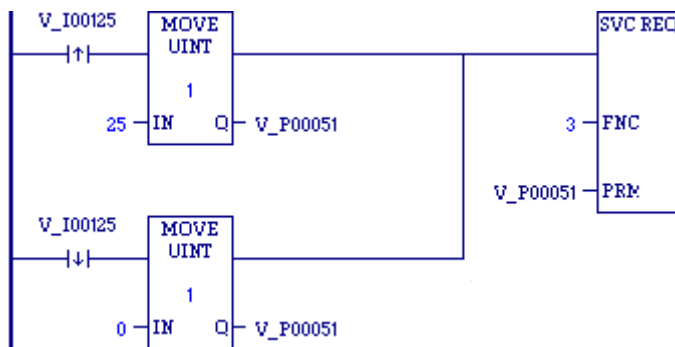 V_I00125
MOVE
UINT
1
25 IN Q V_P00051
SVC REQ
3 FNC
V_P00051 PRM
V_I00125
MOVE
UINT
1
0 IN Q V_P00051